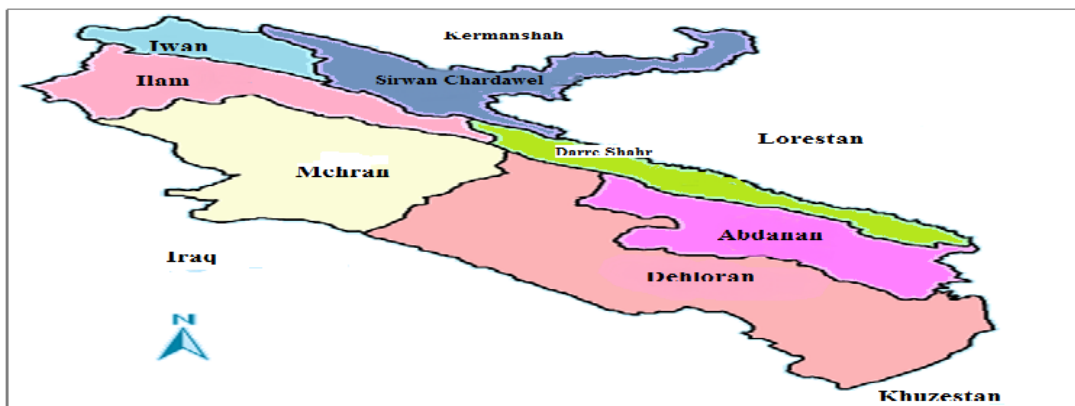 Kermanshah
Iwan
Ilam
Sirwan Chardawel
Lorestan
Darre Shahr
Mehran
Abdanan
Iraq
Dehloran
N
Khuzestan